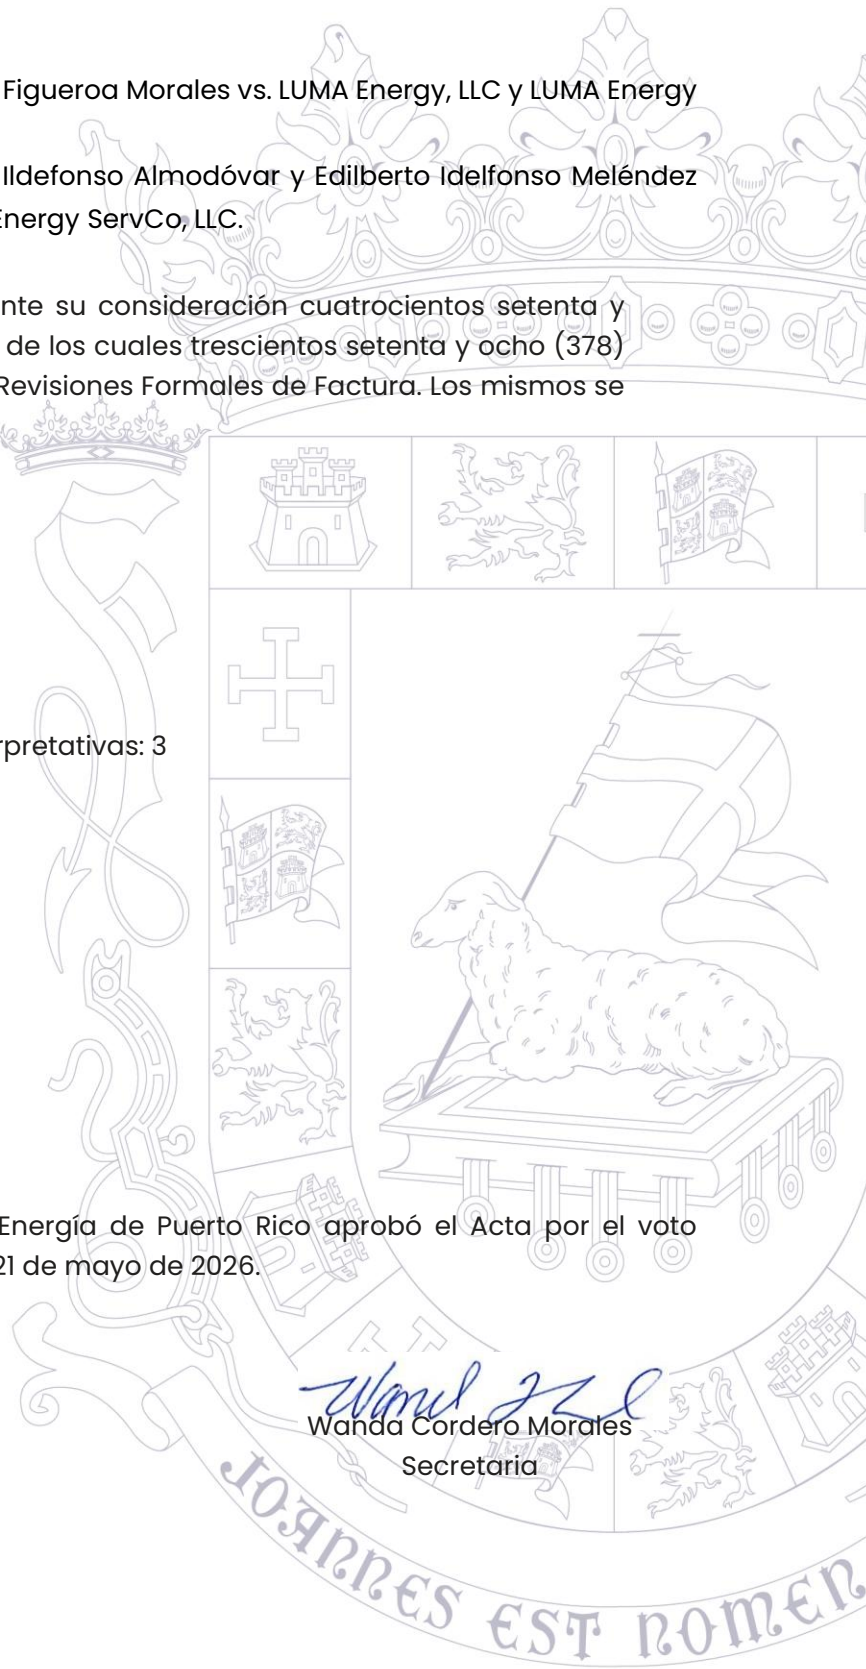 Figueroa Morales vs. LUMA Energy, LLC y LUMA Energy
Ildefonso Almodóvar y Edilberto Idelfonso Meléndez
Energy ServCo, LLC.
nte su consideración cuatrocientos setenta y
de los cuales trescientos setenta y ocho (378)
Revisiones Formales de Factura. Los mismos se
rpretativas: 3
Energía de Puerto Rico aprobó el Acta por el voto
21 de mayo de 2026.
Wanda Cordero Morales
Secretaria
JOANNES EST NOMEN